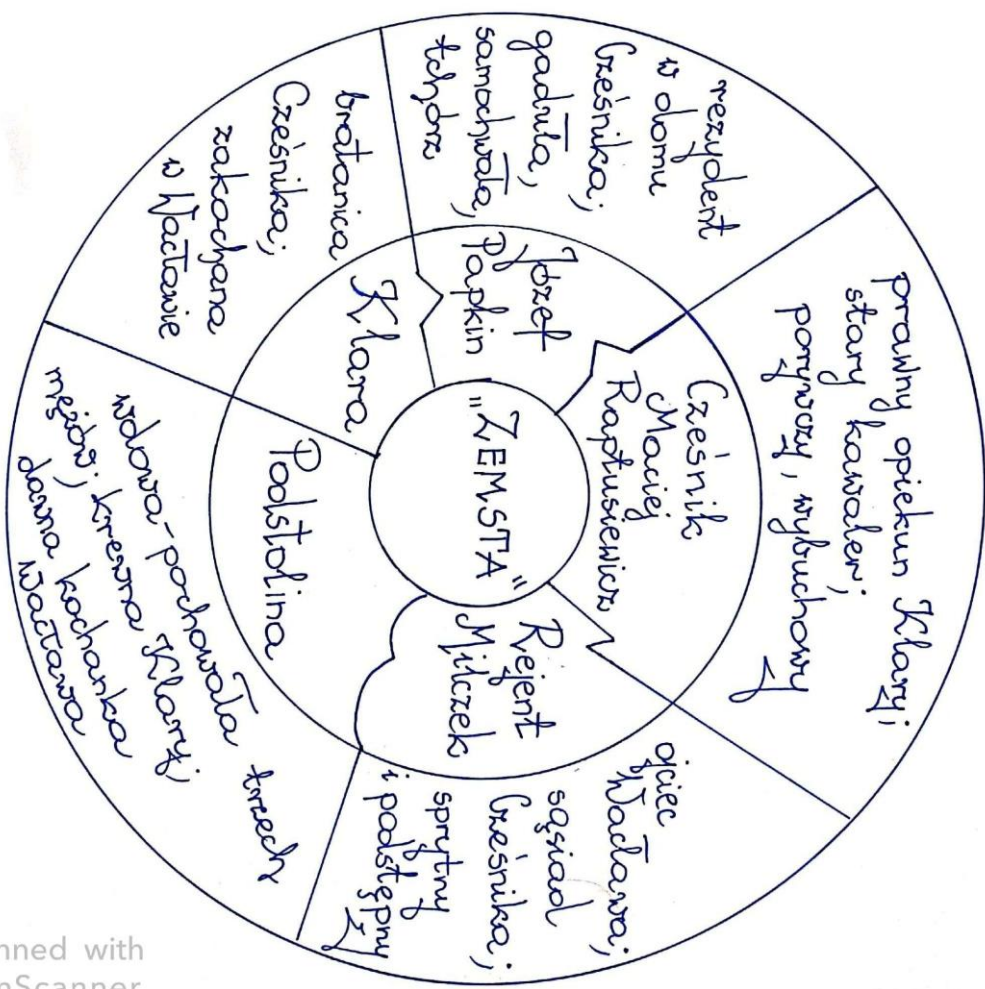 "ZEMSTA"
Cześnik
Maciej
Raptusiewicz
prawny opiekun Klary;
stary kawaler;
porywczy, wybuchowy
Rejent
Milczek
ojciec
Wacława;
sąsiad
Cześnika;
sprytny
i podstępny
Podstolina
wdowa-pochowała trzech
mężów; krewna Klary;
dawna kochanka
Wacława
Klara
bratanica
Cześnika;
zakochana
w Wacławie
Józef
Papkin
rezydent
w domu
Cześnika;
gaduła,
samochwała,
tchórz
nned with
nScanner